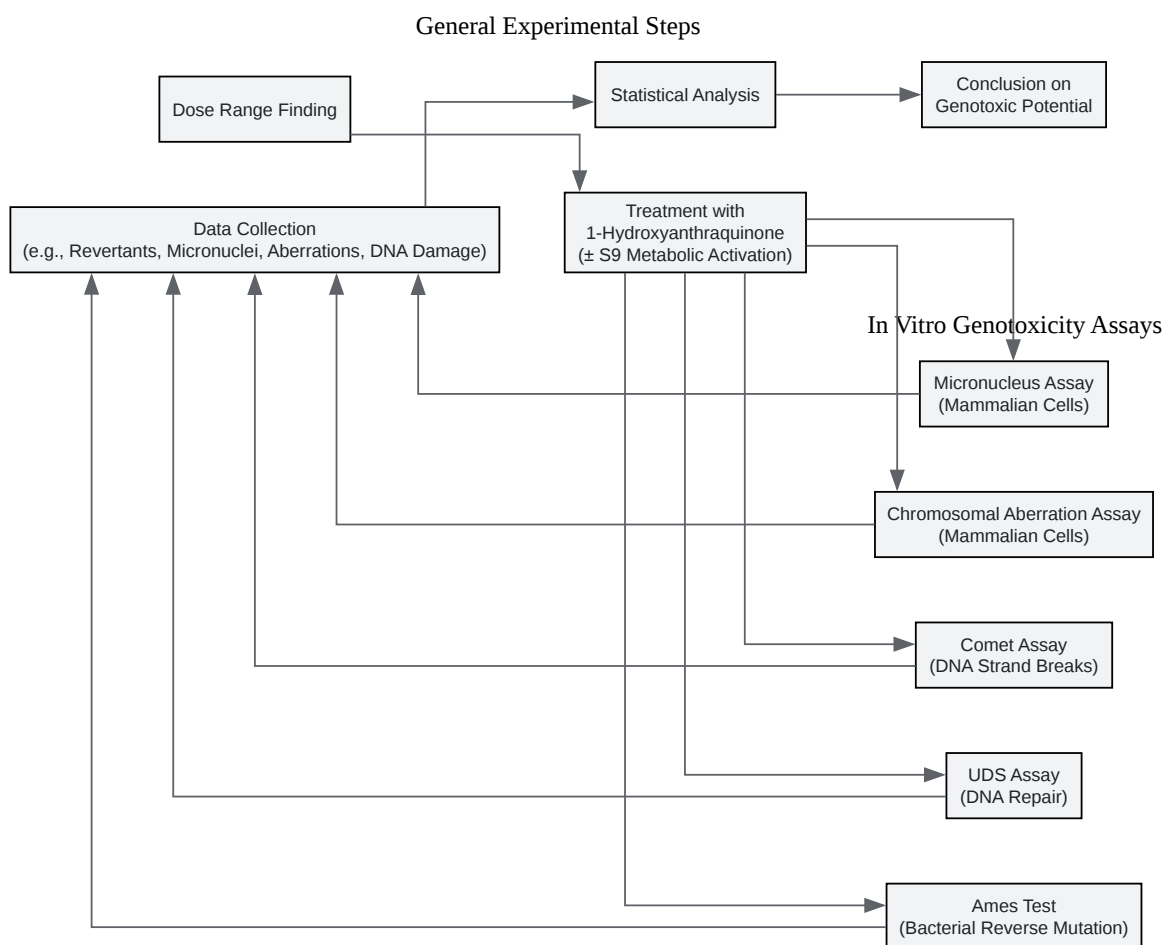 General Experimental Steps
Dose Range Finding
Statistical Analysis
Conclusion on
Genotoxic Potential
Data Collection
(e.g., Revertants, Micronuclei, Aberrations, DNA Damage)
Treatment with
1-Hydroxyanthraquinone
(± S9 Metabolic Activation)
In Vitro Genotoxicity Assays
Micronucleus Assay
(Mammalian Cells)
Chromosomal Aberration Assay
(Mammalian Cells)
Comet Assay
(DNA Strand Breaks)
UDS Assay
(DNA Repair)
Ames Test
(Bacterial Reverse Mutation)